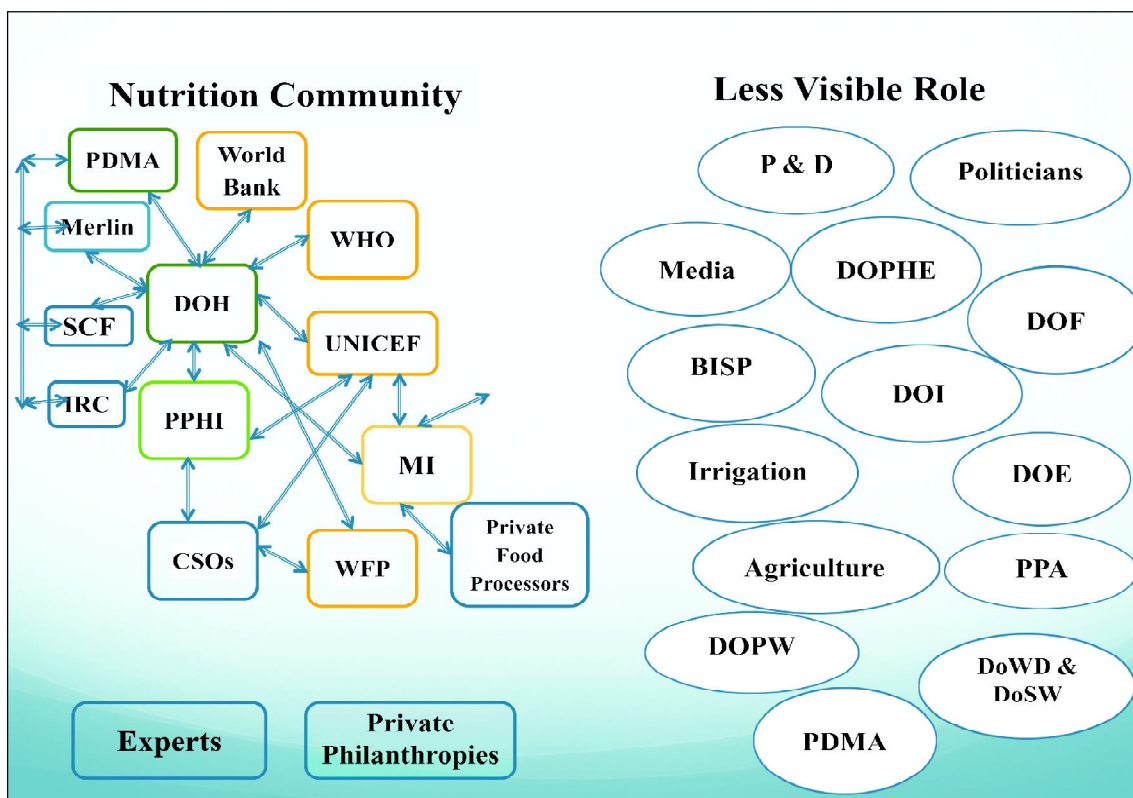 Nutrition Community
PDMA
World
Bank
Merlin
WHO
DOH
SCF
UNICEF
IRC
PPHI
MI
CSOs
WFP
Private
Food
Processors
Experts
Private
Philanthropies
Less Visible Role
P & D
Politicians
Media
DOPHE
DOF
BISP
DOI
Irrigation
DOE
Agriculture
PPA
DOPW
DoWD &
DoSW
PDMA